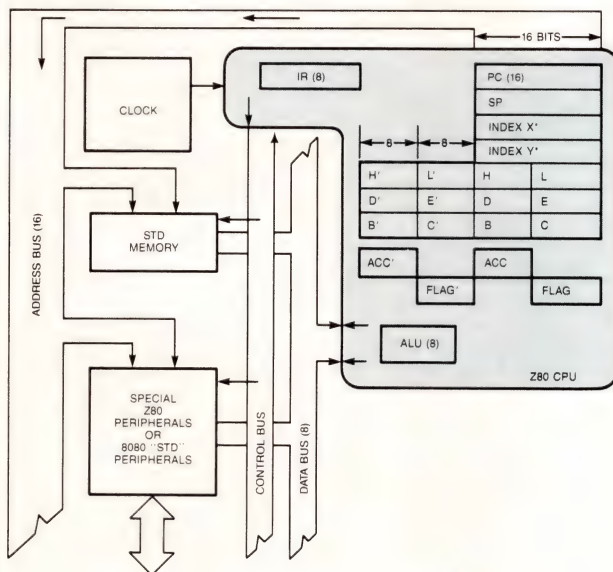 16 BITS
CLOCK
IR (8)
PC (16)
SP
INDEX X'
INDEX Y'
8 8
H' L' H L
D' E' D E
B' C' B C
ACC' ACC
FLAG' FLAG
ALU (8)
Z80 CPU
STD
MEMORY
ADDRESS BUS (16)
SPECIAL
Z80
PERIPHERALS
OR
8080 "STD"
PERIPHERALS
CONTROL BUS
DATA BUS (8)